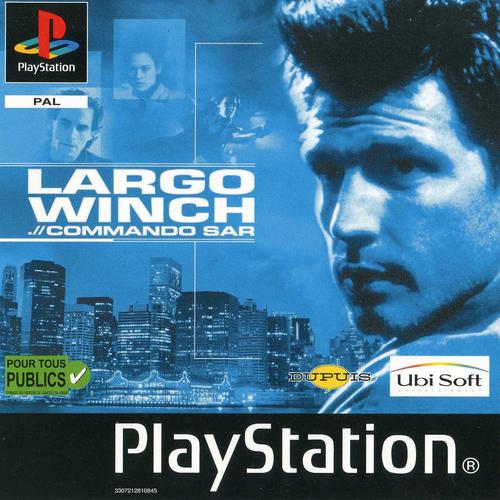 PlayStation
PAL
LARGO
WINCH
.//COMMANDO SAR
POUR TOUS
PUBLICS
DUPUIS
Ubi Soft
PlayStation®
3307212810845